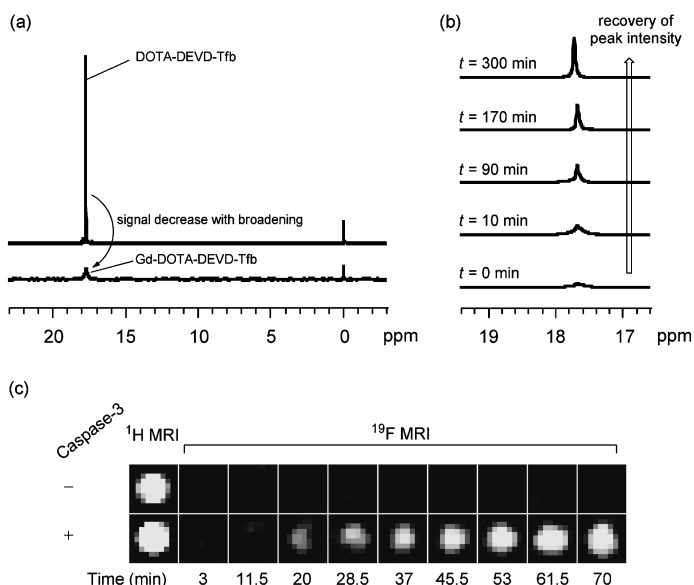 (a)
DOTA-DEVD-Tfb
signal decrease with broadening
Gd-DOTA-DEVD-Tfb
20 15 10 5 0 ppm
(b)
recovery of
peak intensity
t = 300 min
t = 170 min
t = 90 min
t = 10 min
t = 0 min
19 18 17 ppm
(c)
Caspase-3
¹H MRI
¹⁹F MRI
−
+
Time (min) 3 11.5 20 28.5 37 45.5 53 61.5 70